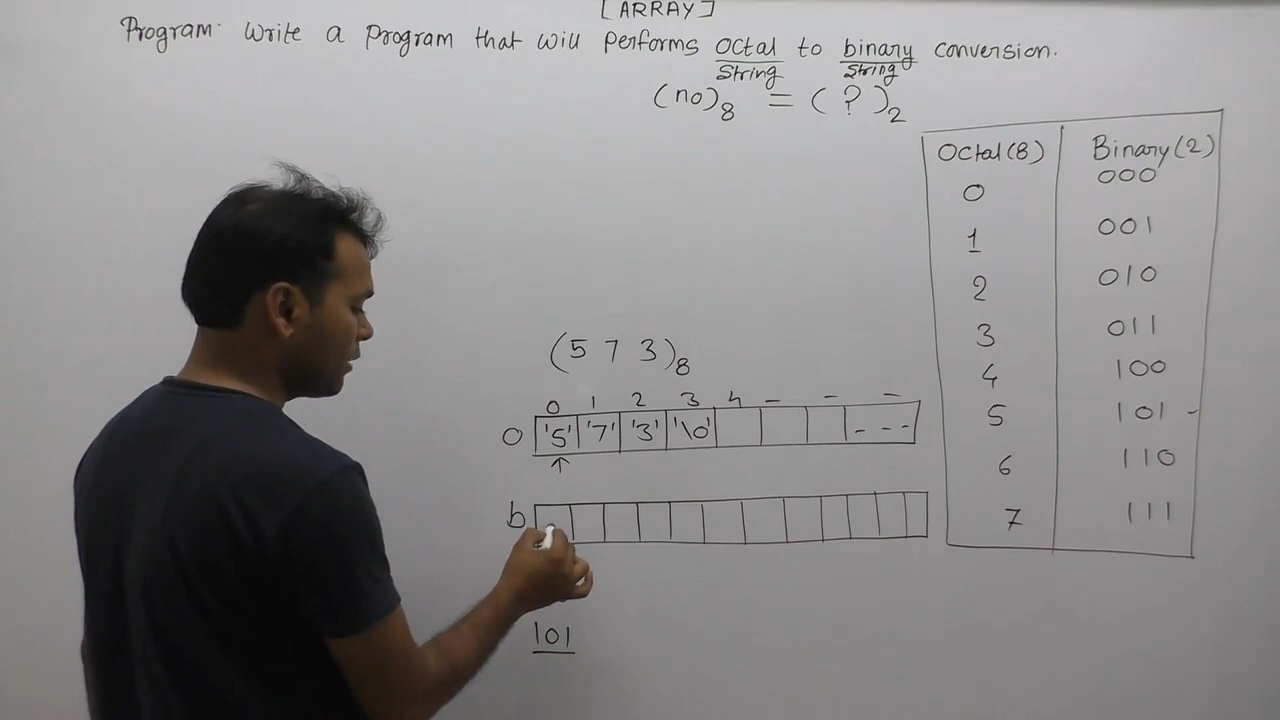 [ARRAY]
Program: Write a program that will performs Octal to binary conversion.
String String
(no)8 = ( ? )2
Octal(8) Binary(2)
0 000
1 001
2 010
3 011
4 100
5 101 -
6 110
7 111
(5 7 3)8
0 1 2 3 4 - - -
O '5' '7' '3' '\0' - - -
b
101